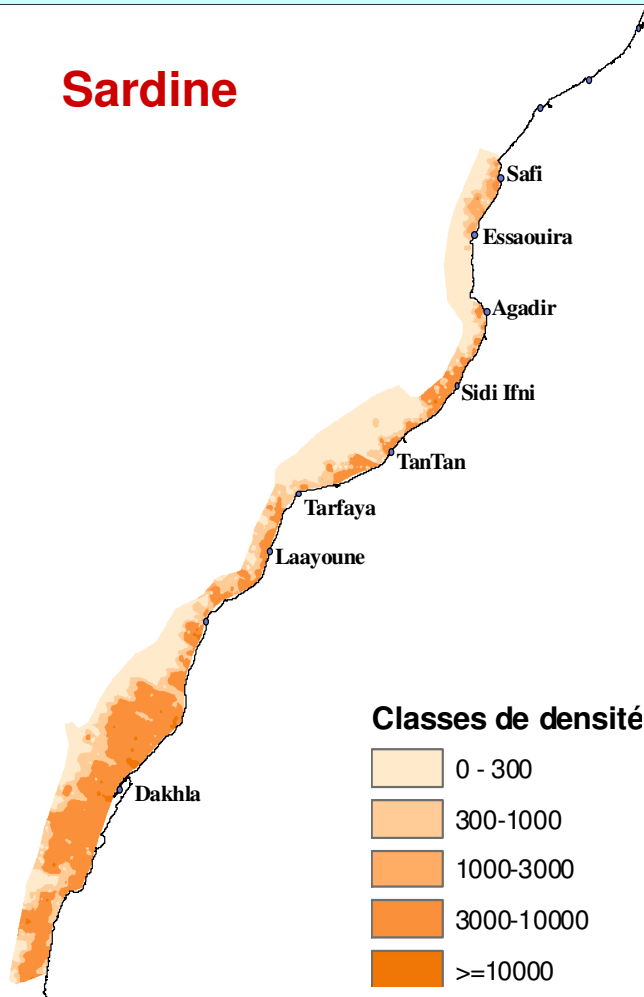 Sardine
Safi
Essaouira
Agadir
Sidi Ifni
TanTan
Tarfaya
Laayoune
Dakhla
Classes de densité
0 - 300
300-1000
1000-3000
3000-10000
>=10000